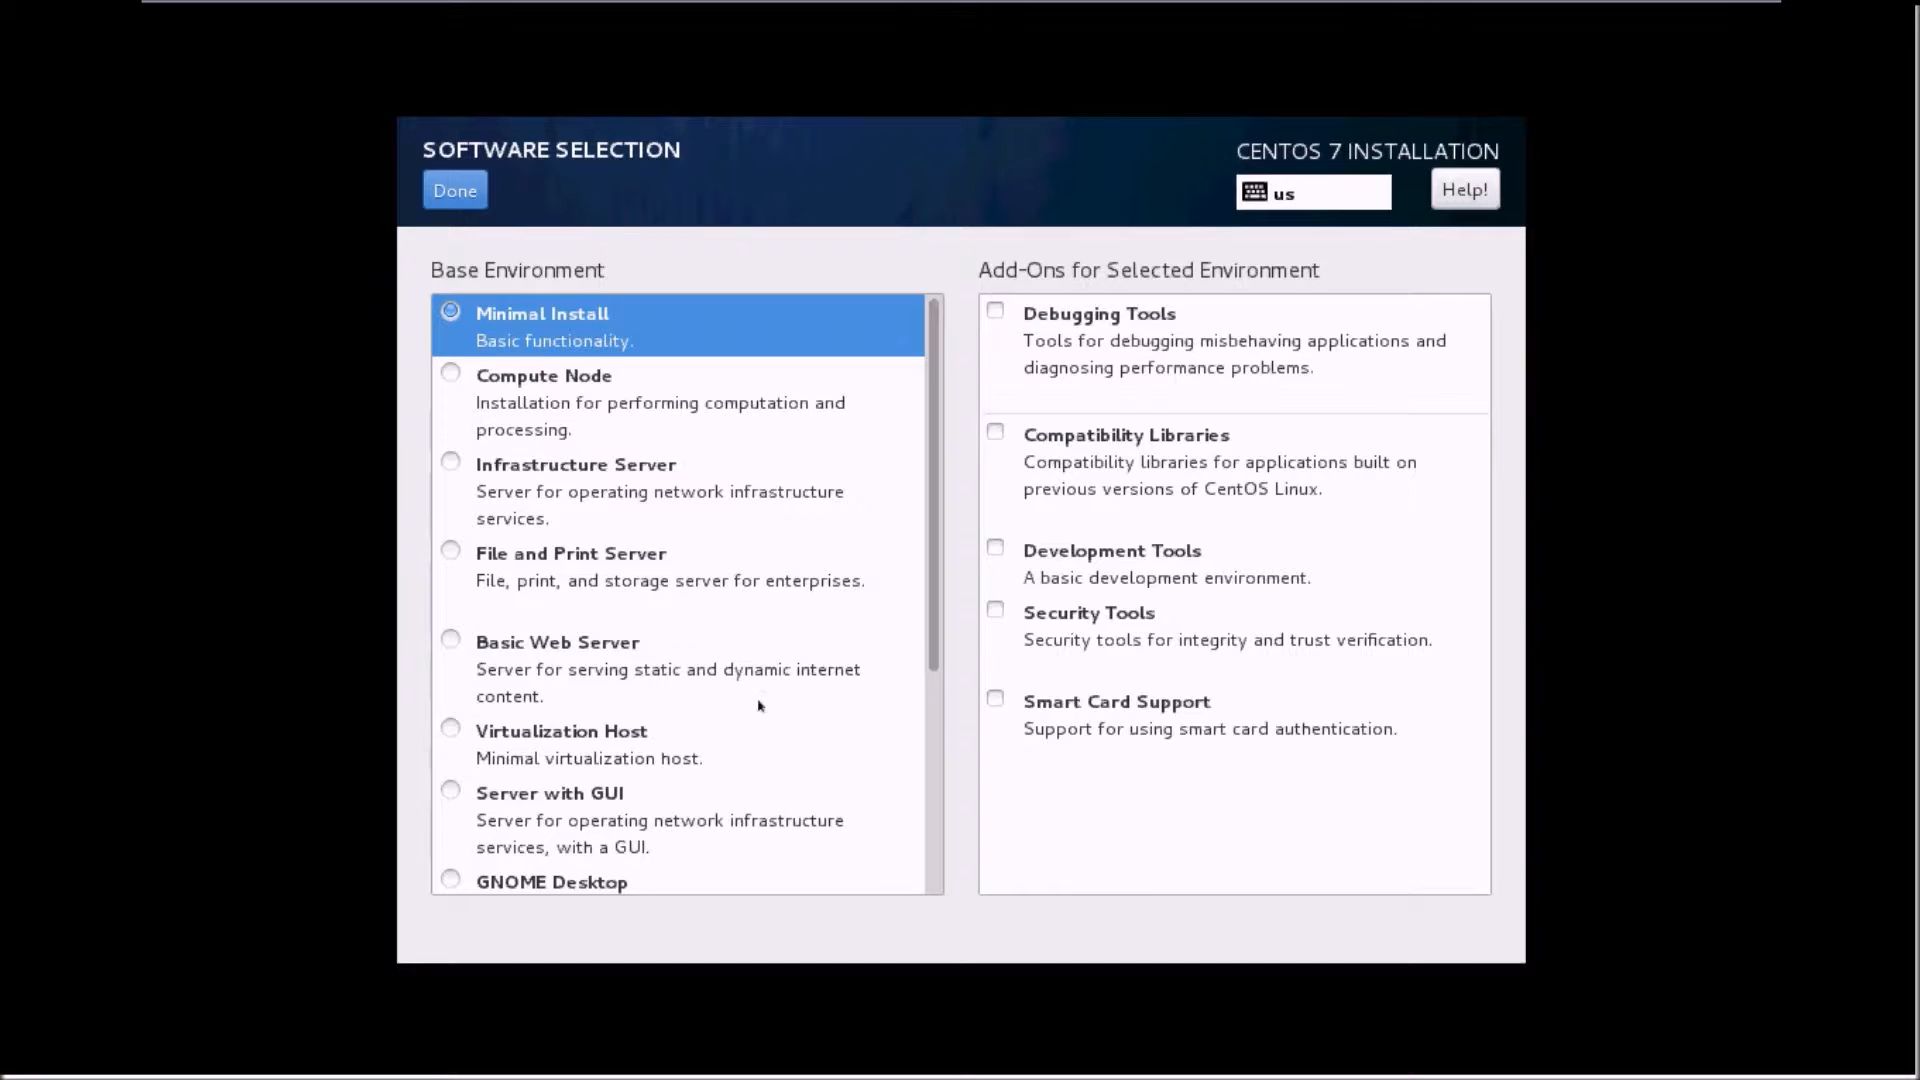 SOFTWARE SELECTION
Done
CENTOS 7 INSTALLATION
us
Help!
Base Environment
Minimal Install
Basic functionality.
Compute Node
Installation for performing computation and
processing.
Infrastructure Server
Server for operating network infrastructure
services.
File and Print Server
File, print, and storage server for enterprises.
Basic Web Server
Server for serving static and dynamic internet
content.
Virtualization Host
Minimal virtualization host.
Server with GUI
Server for operating network infrastructure
services, with a GUI.
GNOME Desktop
Add-Ons for Selected Environment
Debugging Tools
Tools for debugging misbehaving applications and
diagnosing performance problems.
Compatibility Libraries
Compatibility libraries for applications built on
previous versions of CentOS Linux.
Development Tools
A basic development environment.
Security Tools
Security tools for integrity and trust verification.
Smart Card Support
Support for using smart card authentication.